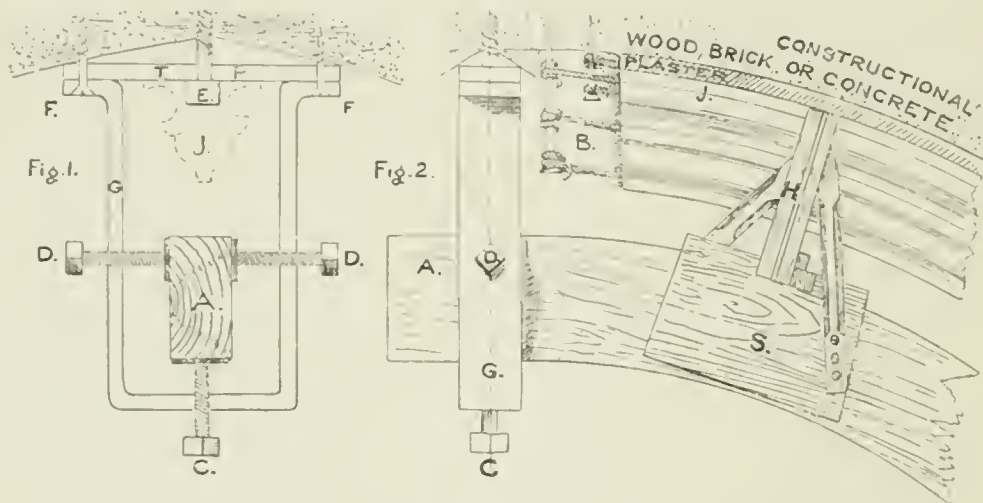 T
E.
F.
F
J.
G
Fig.1.
D.
D.
A.
C.
Fig.2.
WOOD, BRICK OR CONCRETE
PLASTER
CONSTRUCTIONAL
J.
B.
H
A.
D
G.
S.
C